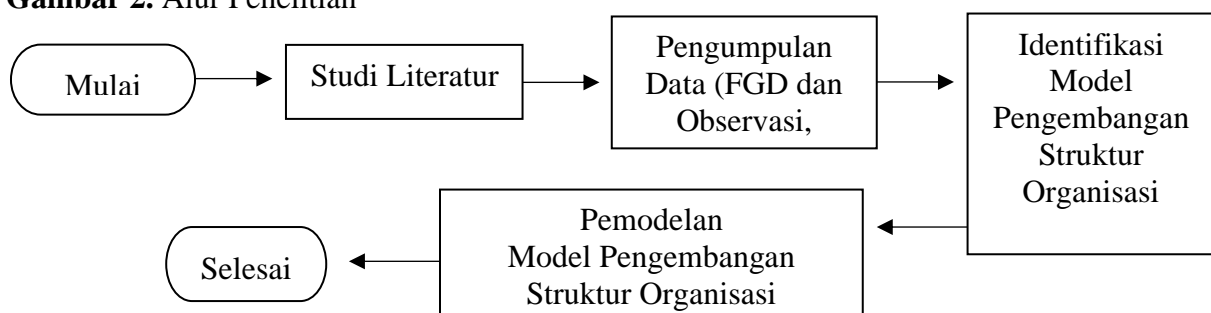 Gambar 2. Alur Penelitian
Mulai
Studi Literatur
Pengumpulan
Data (FGD dan
Observasi,
Identifikasi
Model
Pengembangan
Struktur
Organisasi
Pemodelan
Model Pengembangan
Struktur Organisasi
Selesai